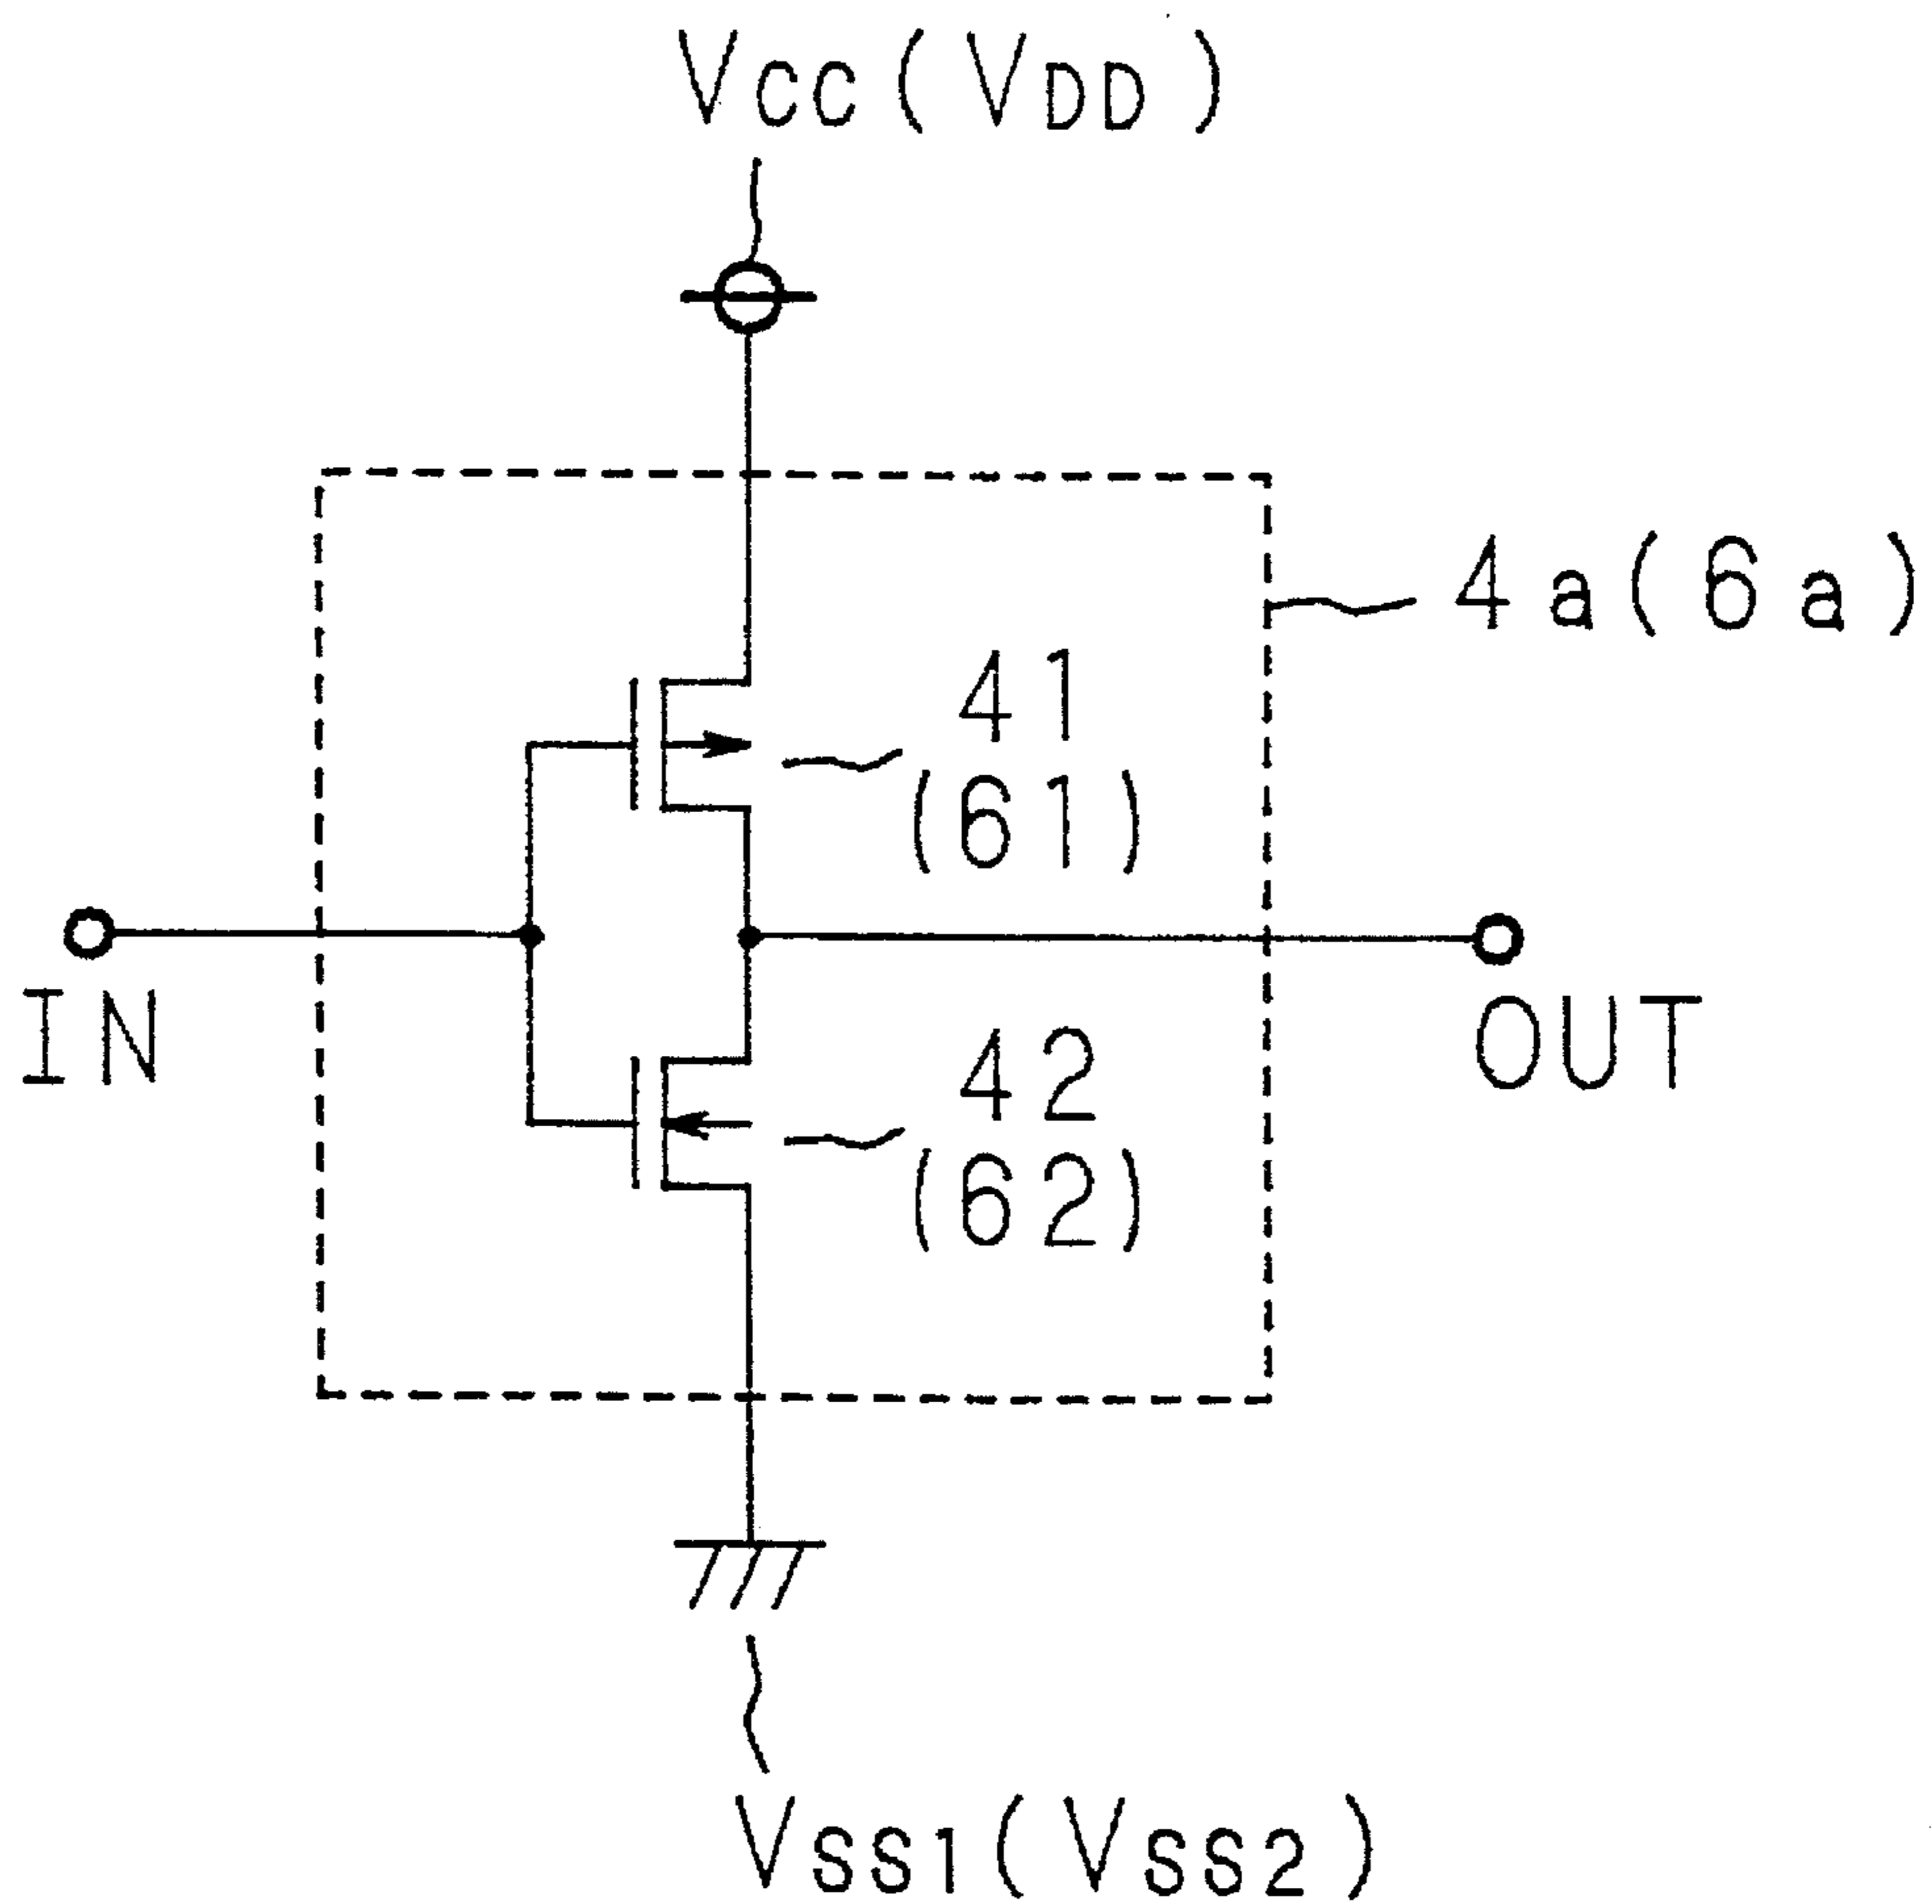 VCC(VDD)
4a(6a)
41
(61)
IN
OUT
42
(62)
VSS1(VSS2)